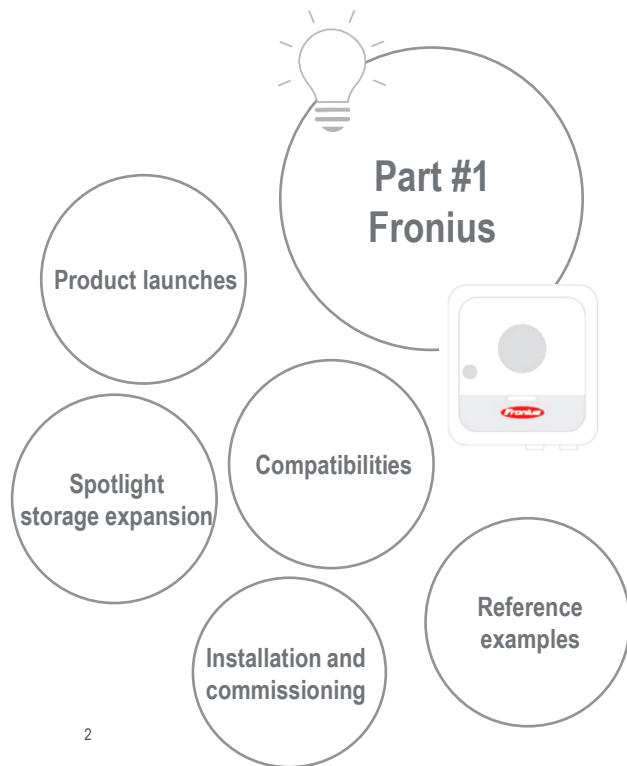 Part #1
Fronius
Product launches
Fronius
Compatibilities
Spotlight
storage expansion
Reference
examples
Installation and
commissioning
2